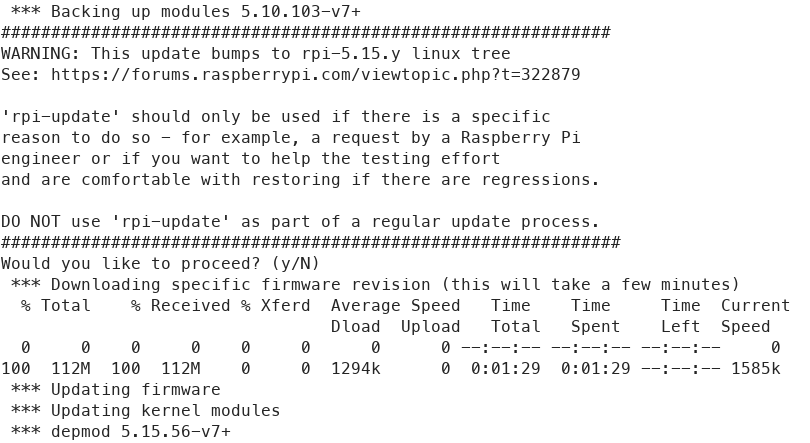 *** Backing up modules 5.10.103-v7+
#############################################################
WARNING: This update bumps to rpi-5.15.y linux tree
See: https://forums.raspberrypi.com/viewtopic.php?t=322879
'rpi-update' should only be used if there is a specific
reason to do so - for example, a request by a Raspberry Pi
engineer or if you want to help the testing effort
and are comfortable with restoring if there are regressions.
DO NOT use 'rpi-update' as part of a regular update process.
##############################################################
Would you like to proceed? (y/N)
*** Downloading specific firmware revision (this will take a few minutes)
% Total % Received % Xferd Average Speed Time Time Time Current
Dload Upload Total Spent Left Speed
0 0 0 0 0 0 0 0 --:--:-- --:--:-- --:--:-- 0
100 112M 100 112M 0 0 1294k 0 0:01:29 0:01:29 --:--:-- 1585k
*** Updating firmware
*** Updating kernel modules
*** depmod 5.15.56-v7+